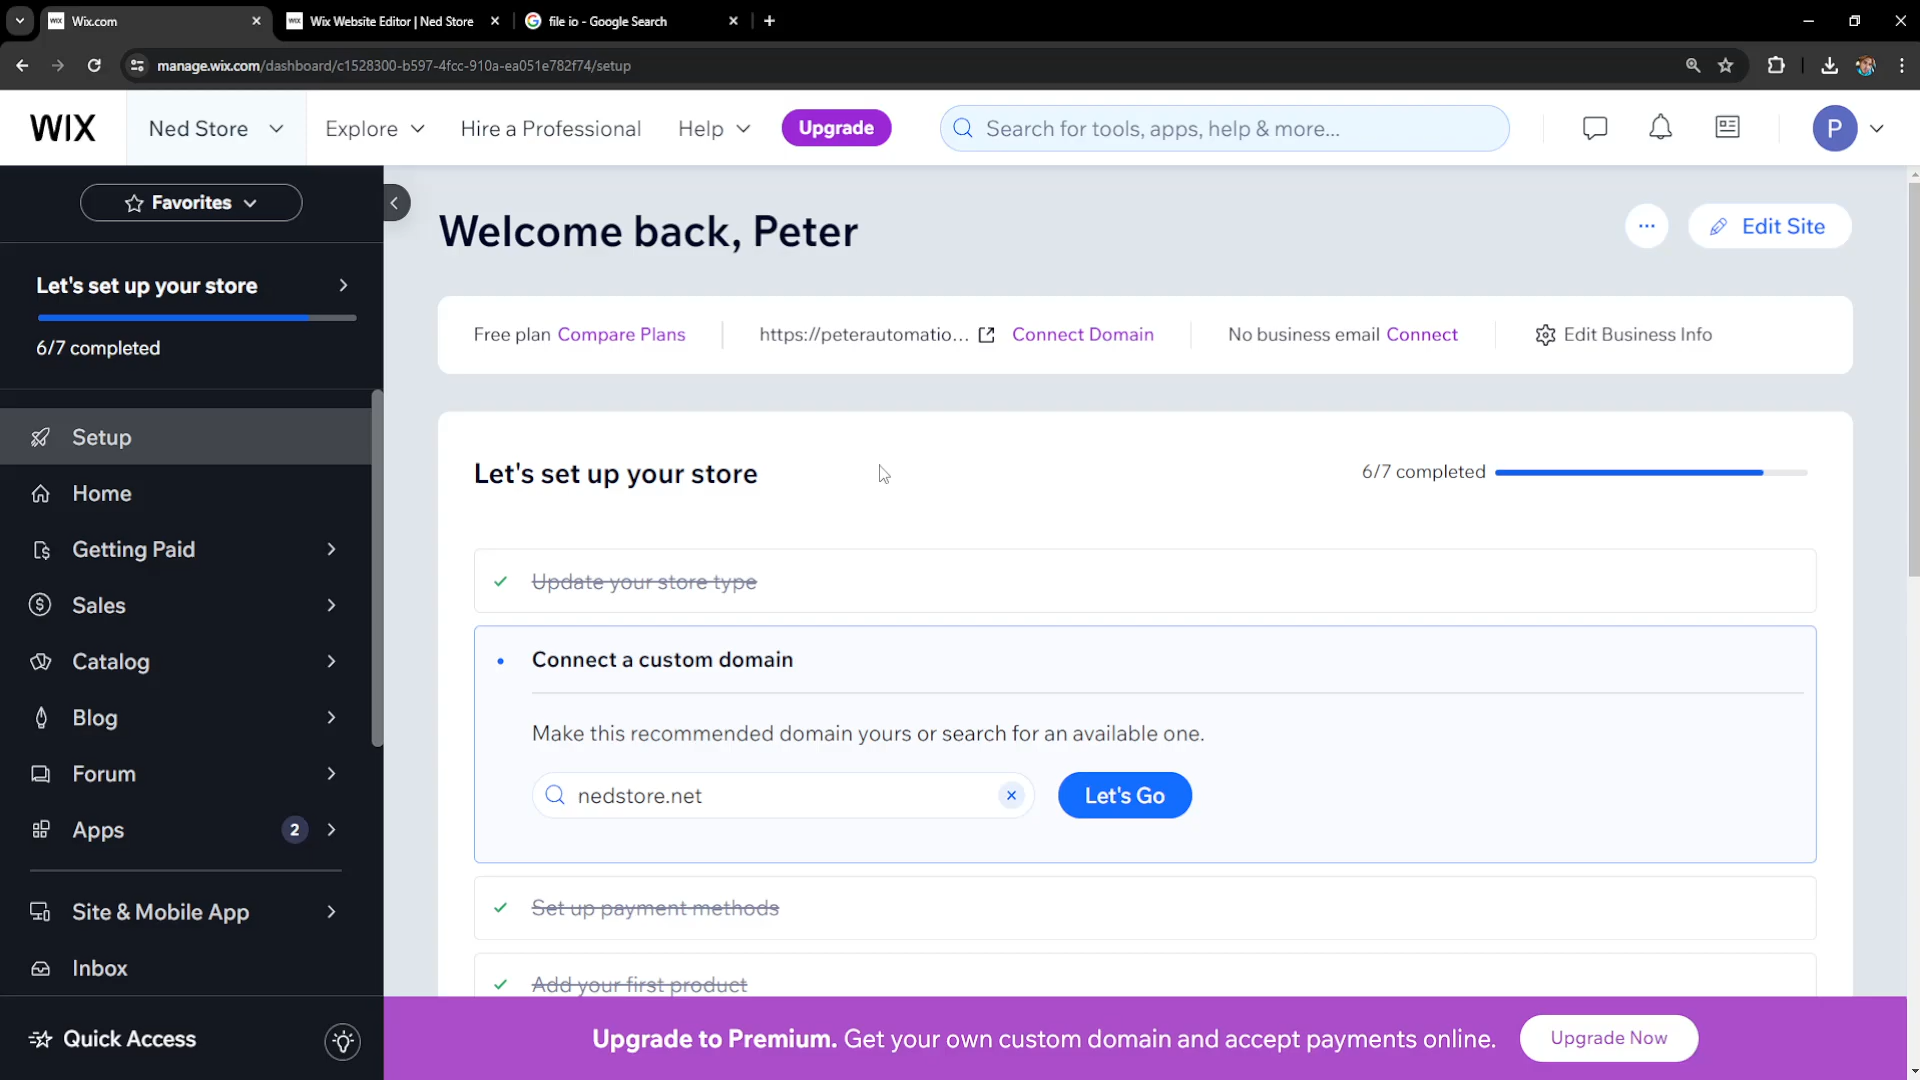 Wix.com
Wix Website Editor | Ned Store
file io - Google Search
manage.wix.com/dashboard/c1528300-b597-4fcc-910a-ea051e782f74/setup
WIX
Ned Store
Explore
Hire a Professional
Help
Upgrade
Search for tools, apps, help & more...
P
Favorites
Let's set up your store
6/7 completed
Setup
Home
Getting Paid
Sales
Catalog
Blog
Forum
Apps
2
Site & Mobile App
Inbox
Quick Access
Welcome back, Peter
Edit Site
Free plan Compare Plans
https://peterautomatio...
Connect Domain
No business email Connect
Edit Business Info
Let's set up your store
6/7 completed
Update your store type
Connect a custom domain
Make this recommended domain yours or search for an available one.
nedstore.net
Let's Go
Set up payment methods
Add your first product
Upgrade to Premium. Get your own custom domain and accept payments online.
Upgrade Now